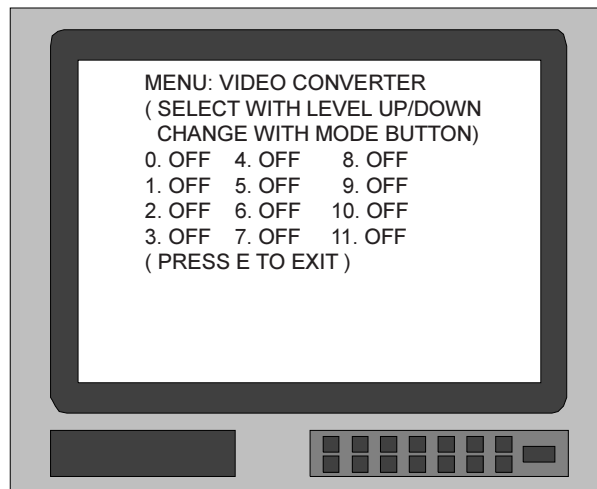 MENU: VIDEO CONVERTER
( SELECT WITH LEVEL UP/DOWN
CHANGE WITH MODE BUTTON)
0. OFF 4. OFF 8. OFF
1. OFF 5. OFF 9. OFF
2. OFF 6. OFF 10. OFF
3. OFF 7. OFF 11. OFF
( PRESS E TO EXIT )